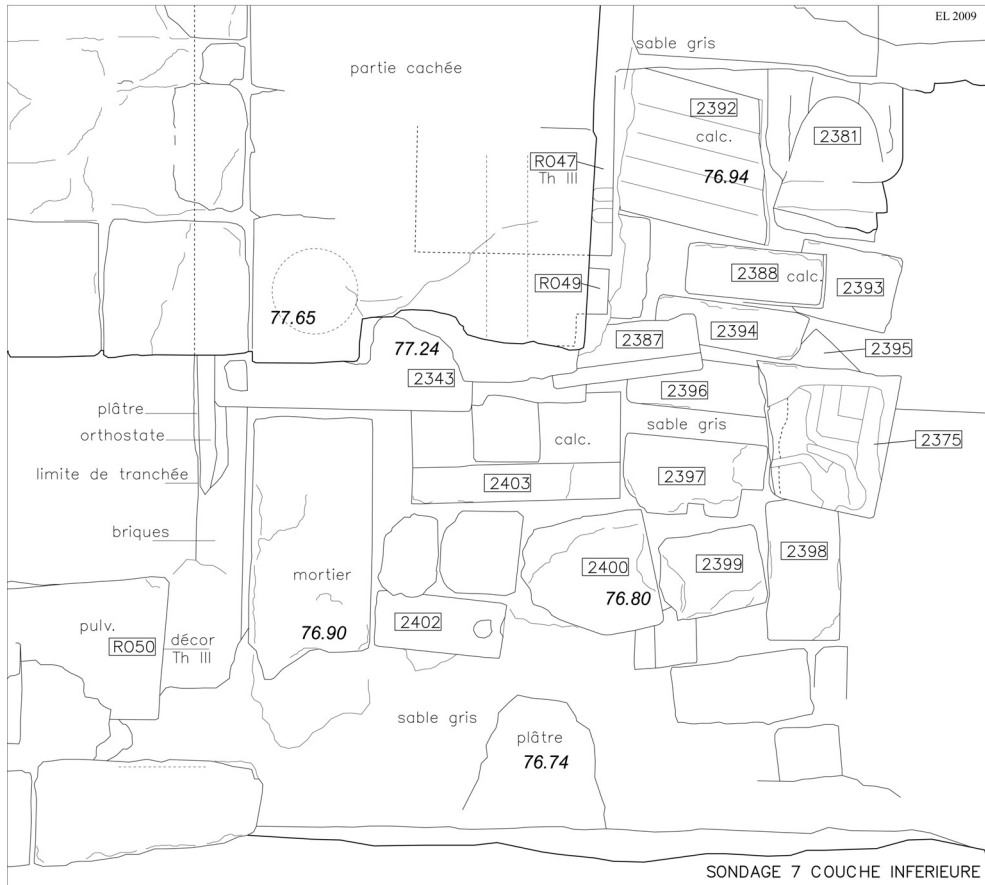 EL 2009
sable gris
partie cachée
2392
calc.
2381
R047
Th III
76.94
2388
calc.
2393
R049
77.65
77.24
2387
2394
2395
2343
2396
plâtre
orthostate
limite de tranchée
calc.
sable gris
2375
2403
2397
briques
mortier
2400
2399
2398
76.80
76.90
2402
pulv.
R050
décor
Th III
sable gris
plâtre
76.74
SONDAGE 7 COUCHE INFERIEURE